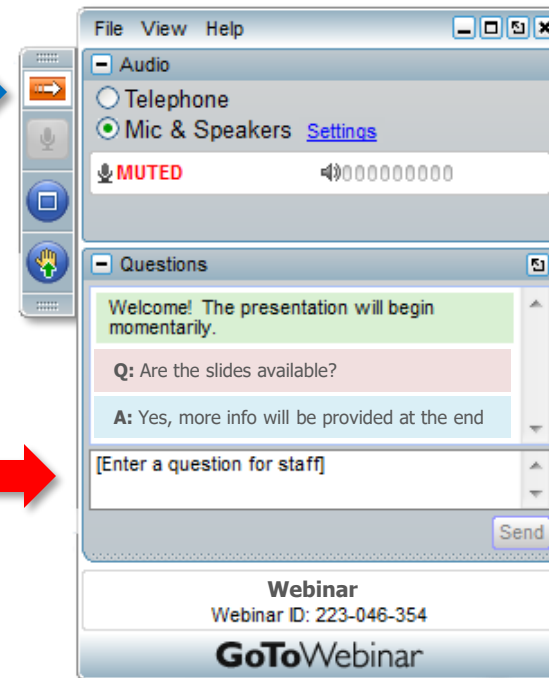 File View Help
Audio
Telephone
Mic & Speakers Settings
MUTED 000000000
Questions
Welcome! The presentation will begin
momentarily.
Q: Are the slides available?
A: Yes, more info will be provided at the end
[Enter a question for staff]
Send
Webinar
Webinar ID: 223-046-354
GoToWebinar